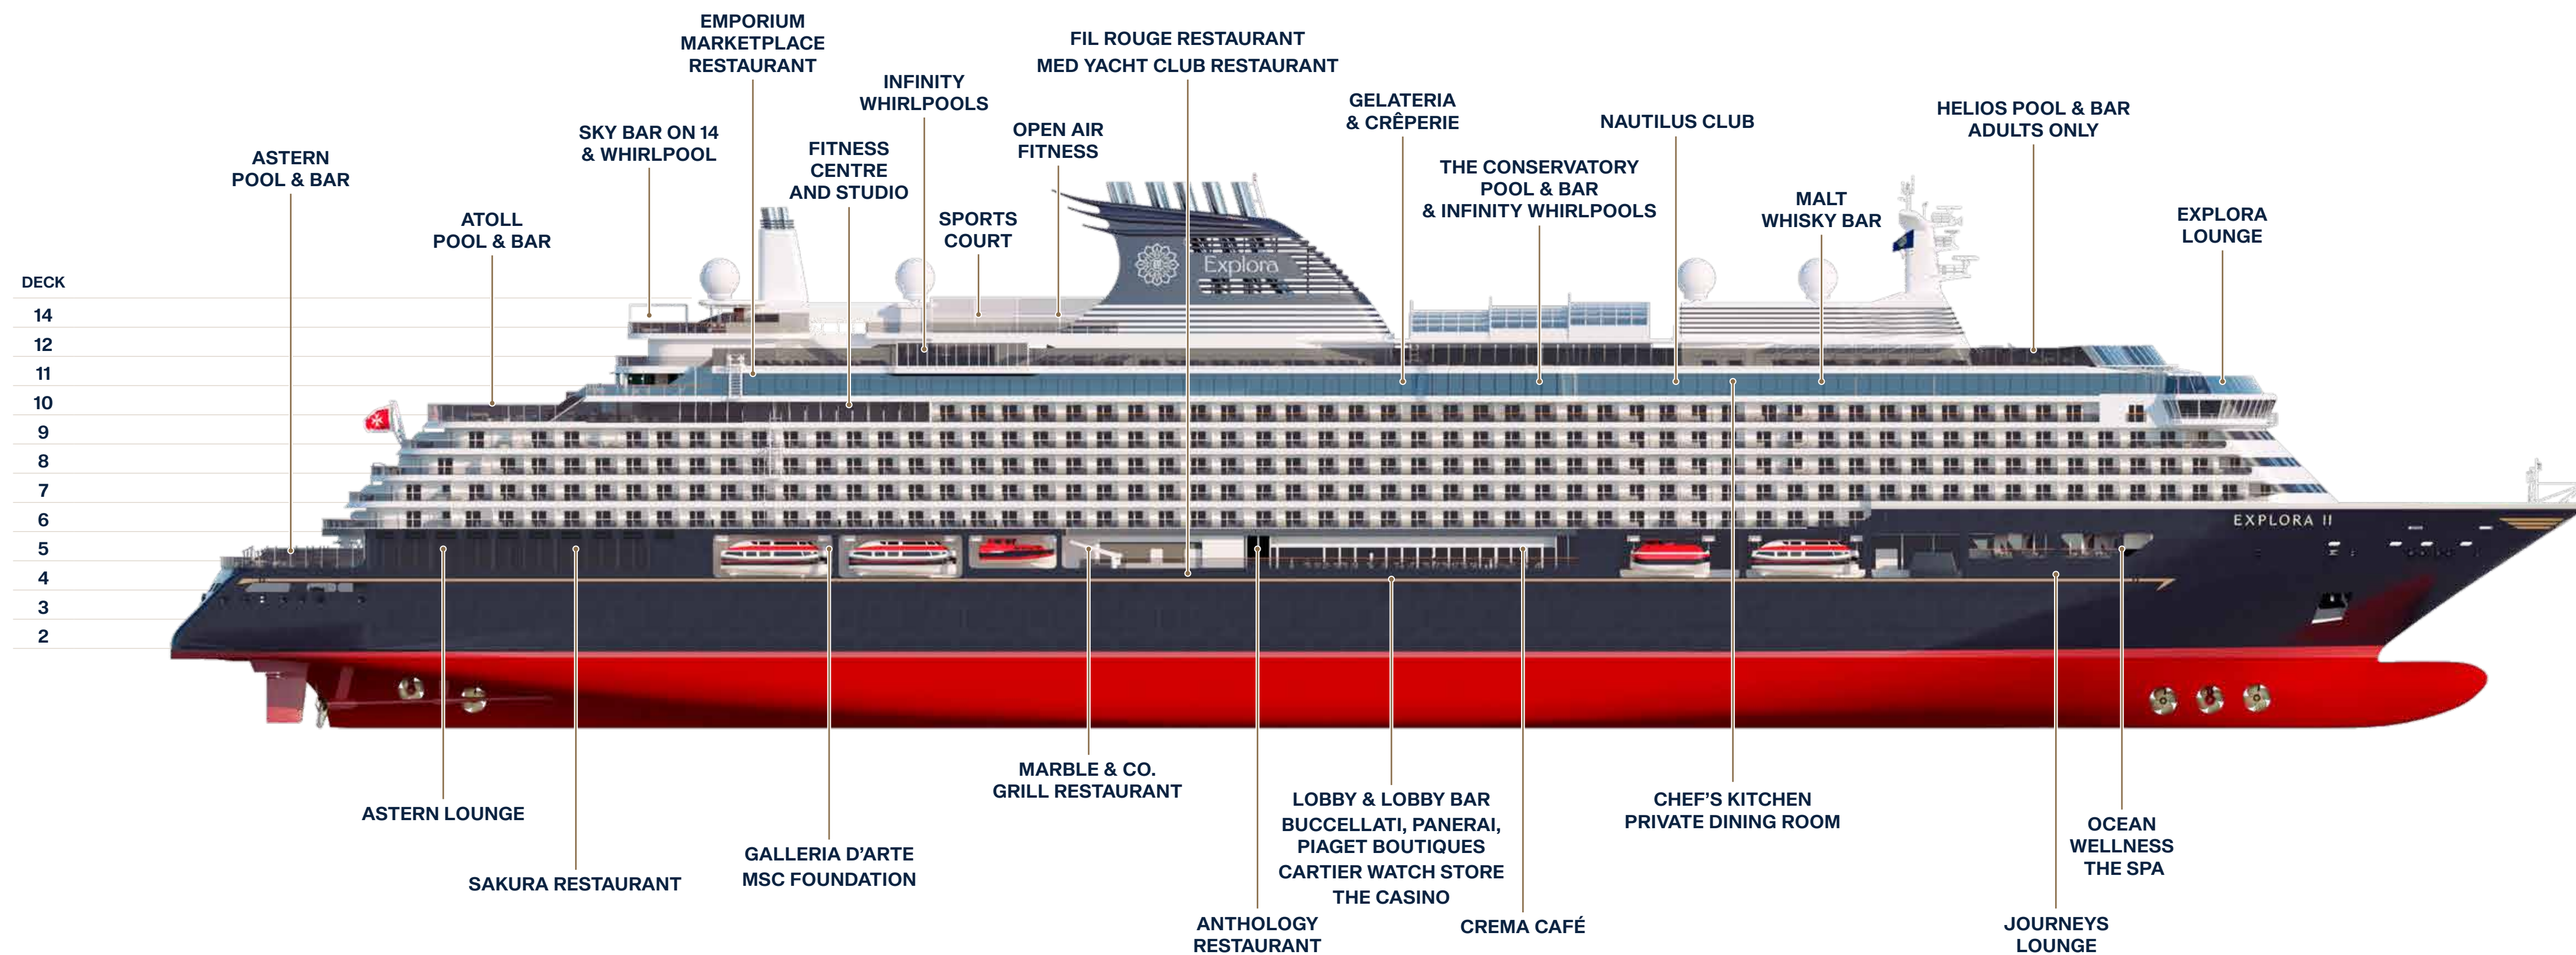 EMPORIUM
MARKETPLACE
RESTAURANT
FIL ROUGE RESTAURANT
MED YACHT CLUB RESTAURANT
INFINITY
WHIRLPOOLS
GELATERIA
& CRÊPERIE
HELIOS POOL & BAR
ADULTS ONLY
NAUTILUS CLUB
SKY BAR ON 14
& WHIRLPOOL
OPEN AIR
FITNESS
FITNESS
CENTRE
AND STUDIO
ASTERN
POOL & BAR
THE CONSERVATORY
POOL & BAR
& INFINITY WHIRLPOOLS
MALT
WHISKY BAR
ATOLL
POOL & BAR
SPORTS
COURT
EXPLORA
LOUNGE
Explora
DECK
14
12
11
10
9
8
7
6
5
4
3
2
EXPLORA II
MARBLE & CO.
GRILL RESTAURANT
ASTERN LOUNGE
LOBBY & LOBBY BAR
BUCCELLATI, PANERAI,
PIAGET BOUTIQUES
CARTIER WATCH STORE
THE CASINO
CHEF'S KITCHEN
PRIVATE DINING ROOM
OCEAN
WELLNESS
THE SPA
GALLERIA D'ARTE
MSC FOUNDATION
SAKURA RESTAURANT
ANTHOLOGY
RESTAURANT
CREMA CAFÉ
JOURNEYS
LOUNGE